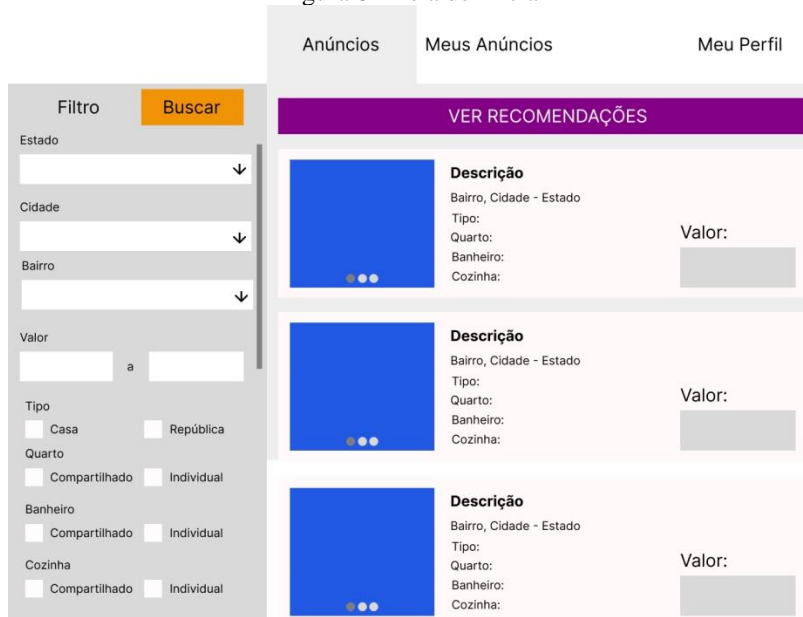 Anúncios Meus Anúncios Meu Perfil
Filtro Buscar
Estado
Cidade
Bairro
Valor
a
Tipo
Casa República
Quarto
Compartilhado Individual
Banheiro
Compartilhado Individual
Cozinha
Compartilhado Individual
VER RECOMENDAÇÕES
Descrição
Bairro, Cidade - Estado
Tipo:
Quarto:
Banheiro:
Cozinha:
Valor:
Descrição
Bairro, Cidade - Estado
Tipo:
Quarto:
Banheiro:
Cozinha:
Valor:
Descrição
Bairro, Cidade - Estado
Tipo:
Quarto:
Banheiro:
Cozinha:
Valor: